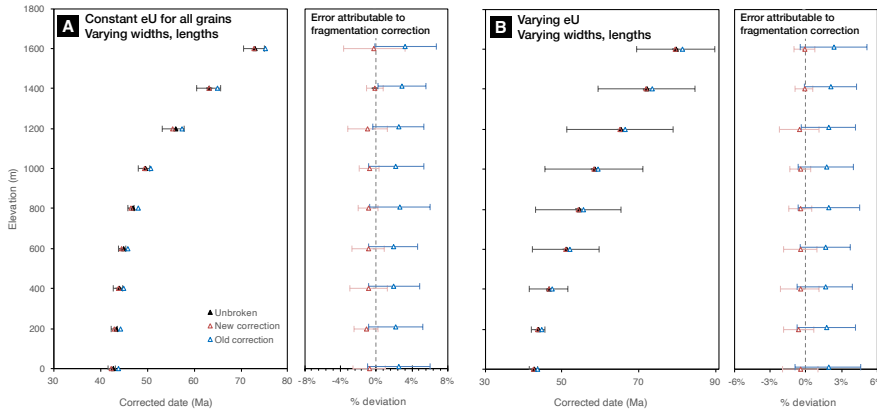 A
Constant eU for all grains
Varying widths, lengths
Error attributable to
fragmentation correction
B
Varying eU
Varying widths, lengths
Error attributable to
fragmentation correction
Elevation (m)
1800
1600
1400
1200
1000
800
600
400
200
0
Unbroken
New correction
Old correction
30 40 50 60 70 80
Corrected date (Ma)
-8% -4% 0% 4% 8%
% deviation
30 50 70 90
Corrected date (Ma)
-6% -3% 0% 3% 6%
% deviation